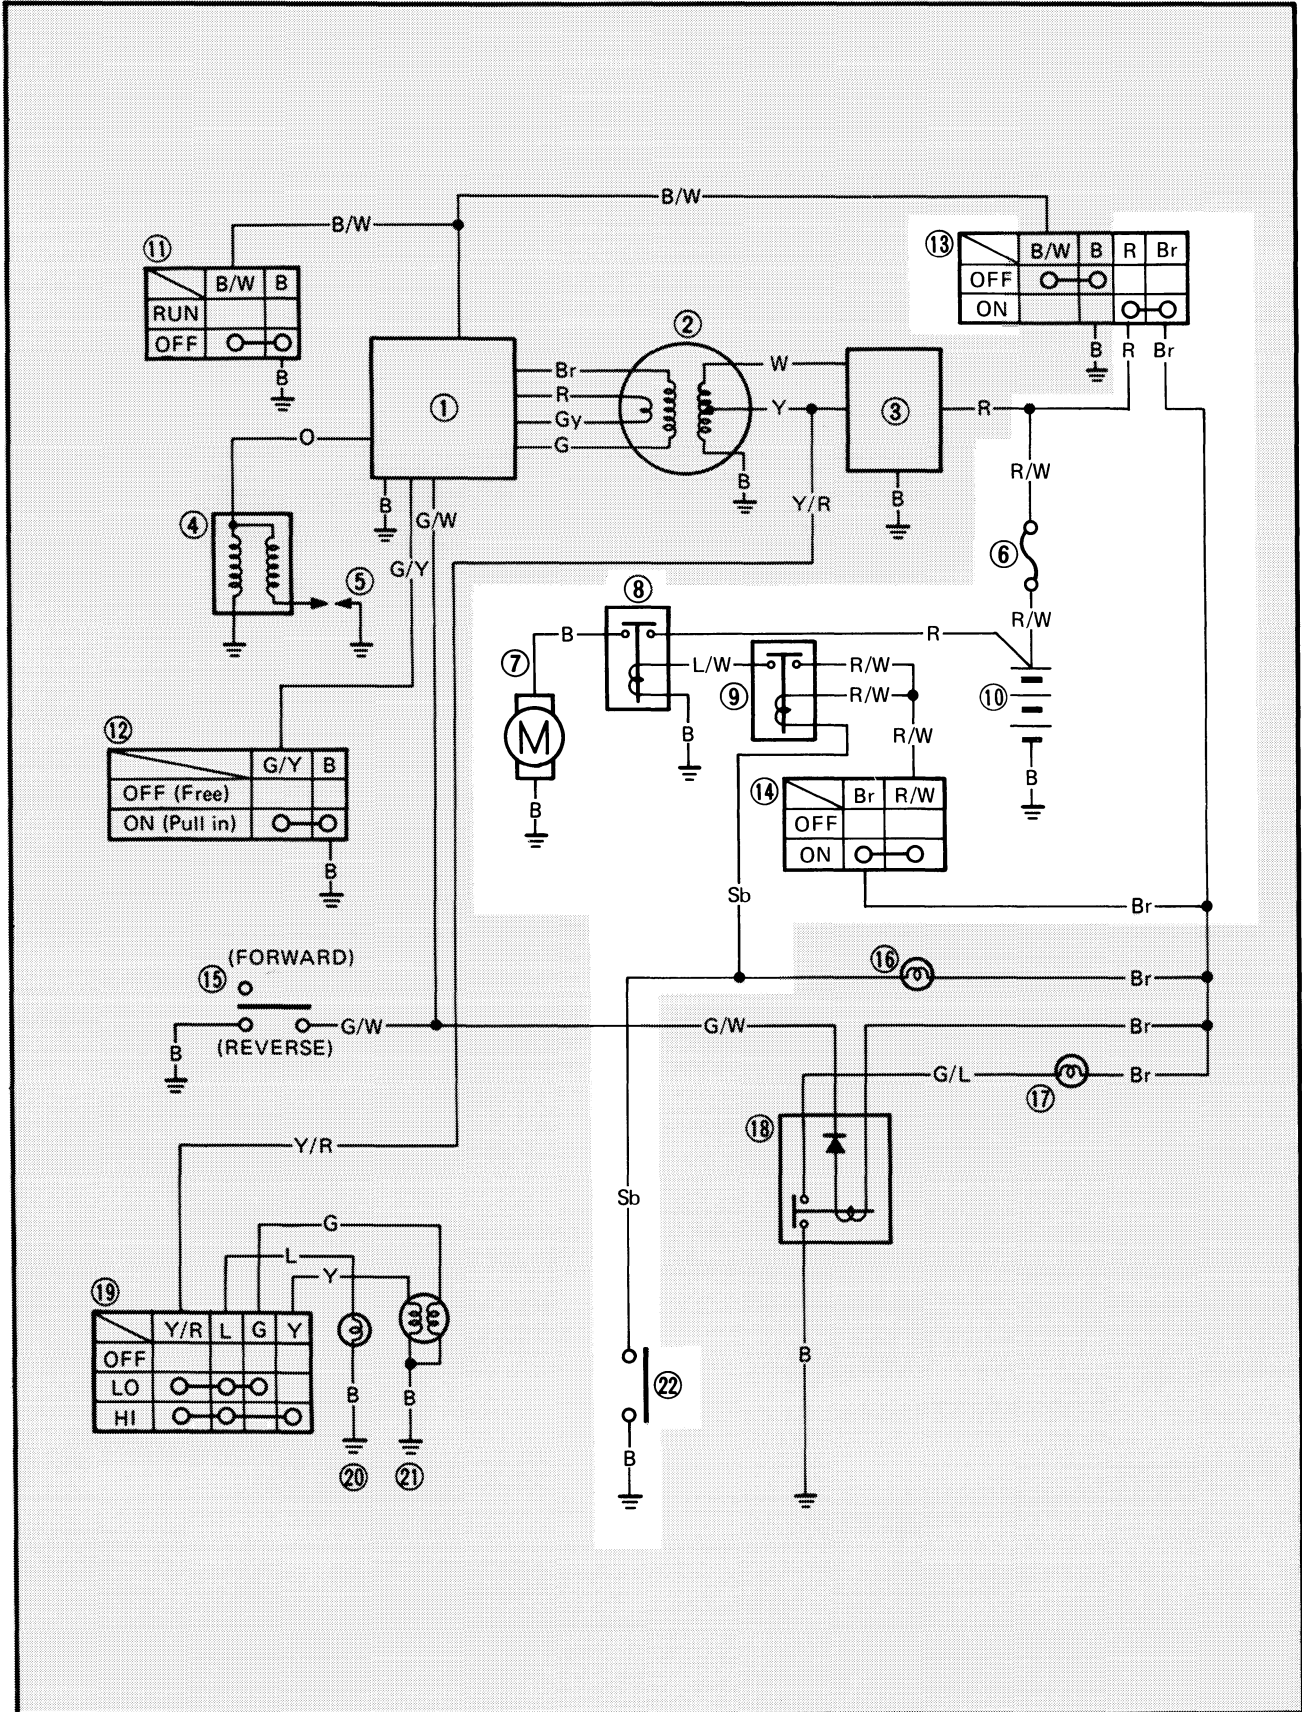 B/W
B/W
⑪
B/W B
RUN
OFF
B
⑬
B/W B R Br
OFF
ON
B R Br
②
①
Br
R
Gy
G
W
Y
③
R
O
B
G/W
B
Y/R
B
R/W
④
⑤
G/Y
⑥
R/W
⑧
B
R
⑦
L/W
R/W
⑨
R/W
⑩
M
B
R/W
B
B
⑫
G/Y B
OFF (Free)
ON (Pull in)
B
⑭
Br R/W
OFF
ON
Sb
Br
(FORWARD)
⑮
⑯
Br
G/W
(REVERSE)
B
G/W
Br
G/L
Br
⑰
⑱
Y/R
Sb
G
L
Y
⑲
Y/R L G Y
OFF
LO
HI
B
B
⑳
㉑
㉒
B
B